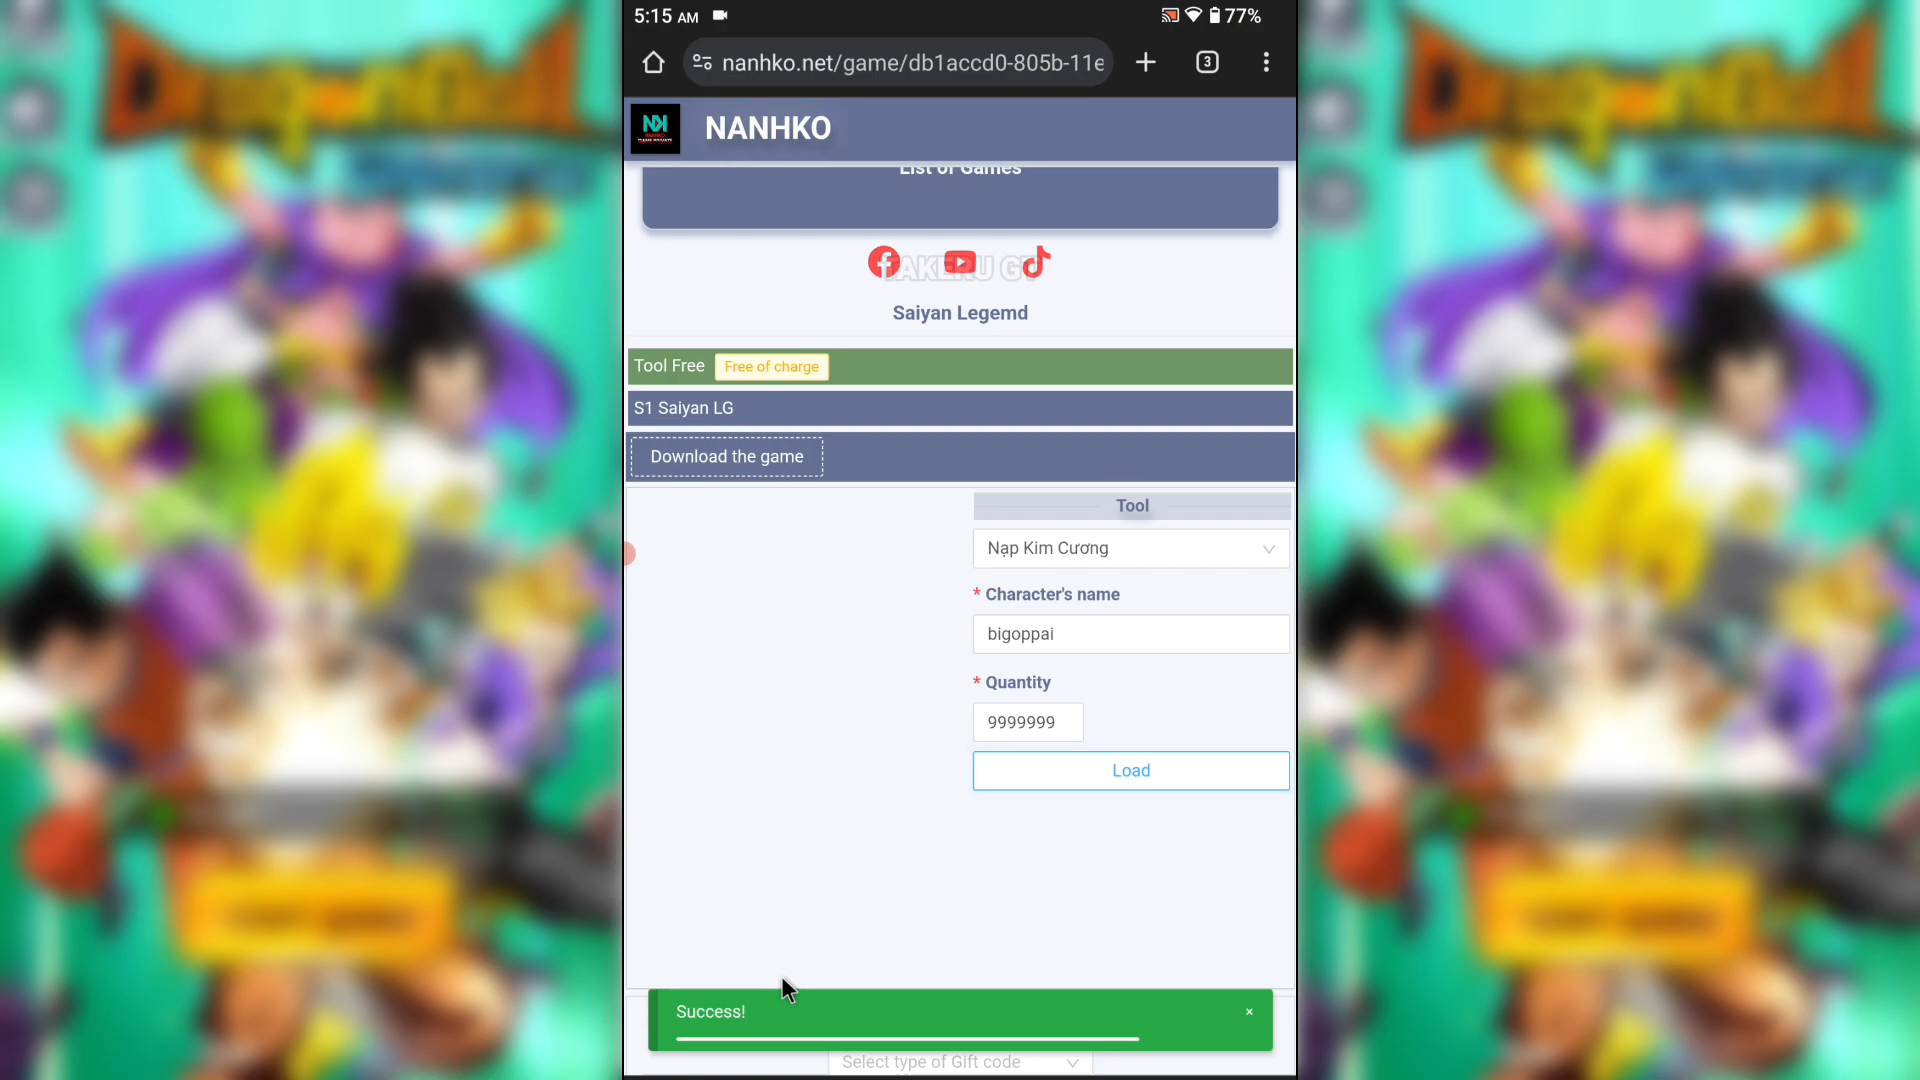 5:15 AM
77%
nanhko.net/game/db1accd0-805b-11e
3
NANHKO
List of Games
TAKERU GT
Saiyan Legemd
Tool Free Free of charge
S1 Saiyan LG
Download the game
Tool
Nạp Kim Cương
* Character's name
bigoppai
* Quantity
9999999
Load
Success!
Select type of Gift code